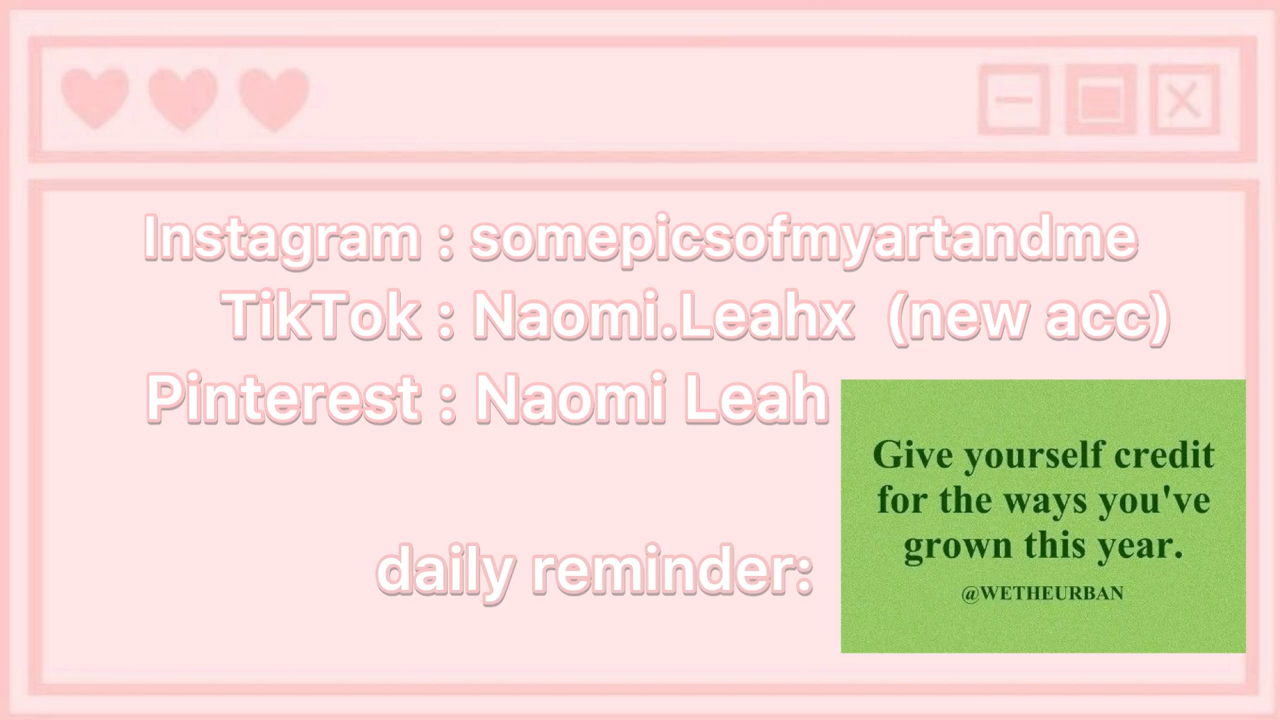 Instagram : somepicsofmyartandme
TikTok : Naomi.Leahx (new acc)
Pinterest : Naomi Leah
daily reminder:
Give yourself credit
for the ways you've
grown this year.
@WETHEURBAN